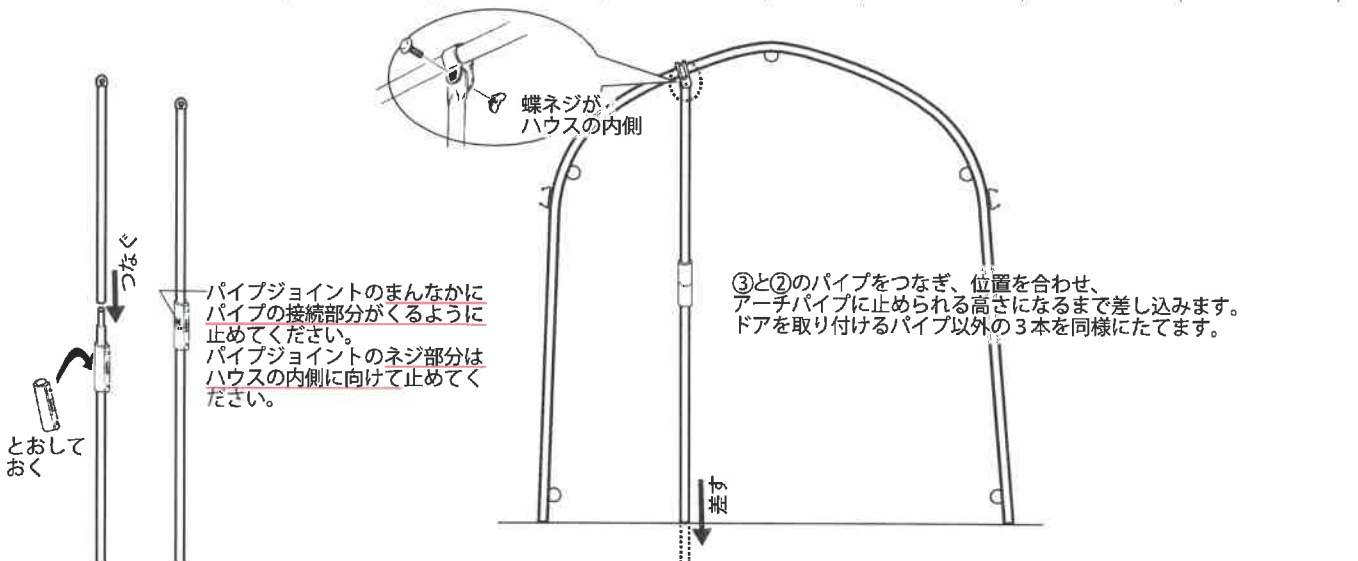 蝶ネジが
ハウスの内側
つなぐ
パイプジョイントのまんなかに
パイプの接続部分がくるように
止めてください。
パイプジョイントのネジ部分は
ハウスの内側に向けて止めてく
ださい。
とおして
おく
③と②のパイプをつなぎ、位置を合わせ、
アーチパイプに止められる高さになるまで差し込みます。
ドアを取り付けるパイプ以外の3本を同様にたてます。
差す